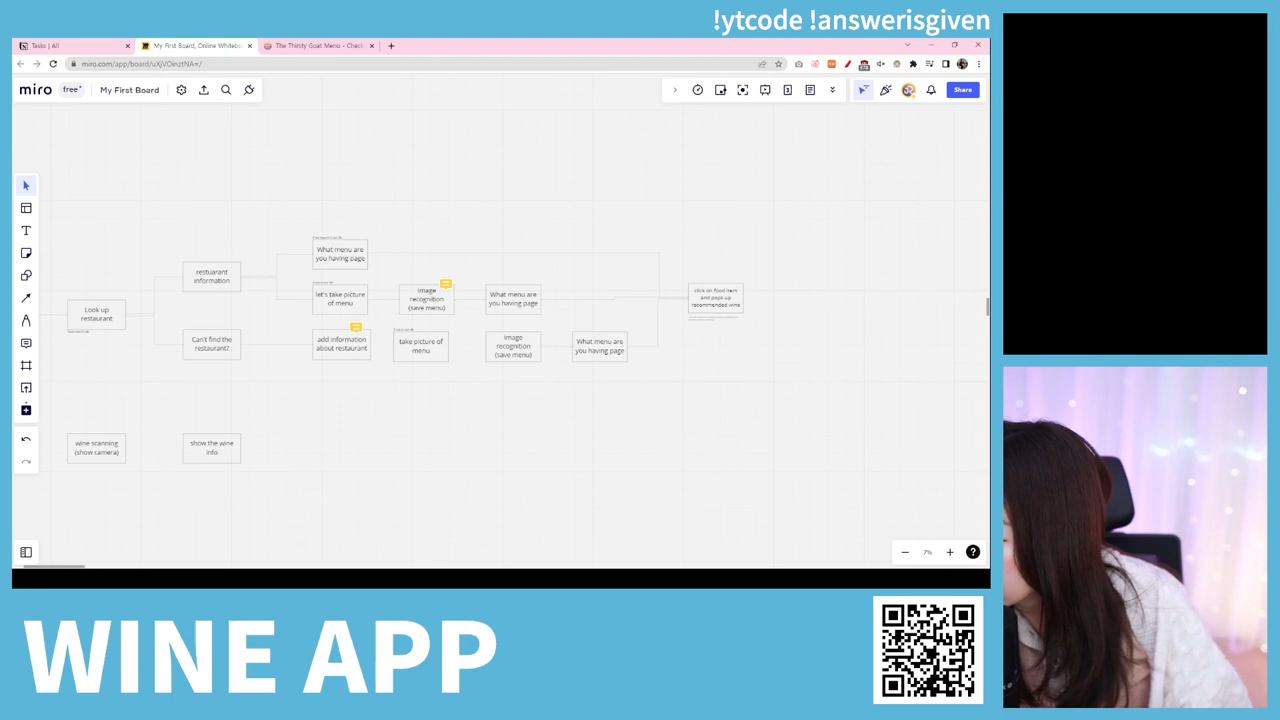 !ytcode !answerisgiven
Tasks | All
My First Board, Online Whiteb
The Thirsty Goat Menu - Check
miro.com/app/board/uXjVOinztNA=/
miro
free
My First Board
Share
What menu are
you having page
restuarant
information
let's take picture
of menu
image
recognition
(save menu)
What menu are
you having page
click on food item
and pops up
recommended wine
Look up
restaurant
Can't find the
restaurant?
add information
about restaurant
take picture of
menu
image
recognition
(save menu)
What menu are
you having page
wine scanning
(show camera)
show the wine
info
7%
WINE APP